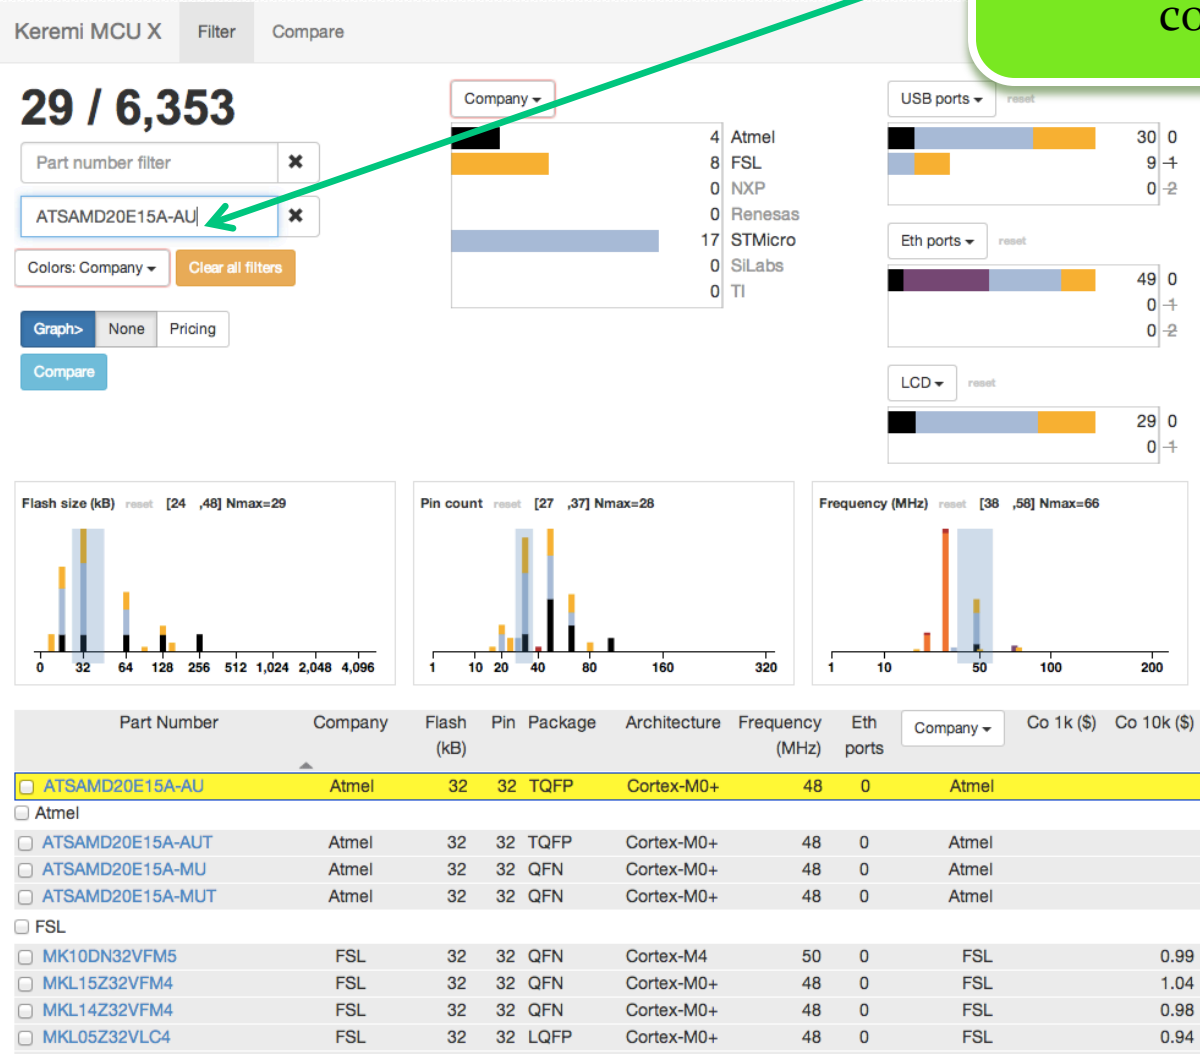 co
Keremi MCU X Filter Compare
29 / 6,353
Part number filter ✖
ATSAMD20E15A-AU ✖
Colors: Company Clear all filters
Graph> None Pricing
Compare
Company
4 Atmel
8 FSL
0 NXP
0 Renesas
17 STMicro
0 SiLabs
0 TI
USB ports reset
30 0
9 1
0 2
Eth ports reset
49 0
0 1
0 2
LCD reset
29 0
0 1
Flash size (kB) reset [24 ,48] Nmax=29
0 32 64 128 256 512 1,024 2,048 4,096
Pin count reset [27 ,37] Nmax=28
1 10 20 40 80 160 320
Frequency (MHz) reset [38 ,58] Nmax=66
1 10 50 100 200
Part Number Company Flash (kB) Pin Package Architecture Frequency (MHz) Eth ports Company Co 1k ($) Co 10k ($)
ATSAMD20E15A-AU Atmel 32 32 TQFP Cortex-M0+ 48 0 Atmel
Atmel
ATSAMD20E15A-AUT Atmel 32 32 TQFP Cortex-M0+ 48 0 Atmel
ATSAMD20E15A-MU Atmel 32 32 QFN Cortex-M0+ 48 0 Atmel
ATSAMD20E15A-MUT Atmel 32 32 QFN Cortex-M0+ 48 0 Atmel
FSL
MK10DN32VFM5 FSL 32 32 QFN Cortex-M4 50 0 FSL 0.99
MKL15Z32VFM4 FSL 32 32 QFN Cortex-M0+ 48 0 FSL 1.04
MKL14Z32VFM4 FSL 32 32 QFN Cortex-M0+ 48 0 FSL 0.98
MKL05Z32VLC4 FSL 32 32 LQFP Cortex-M0+ 48 0 FSL 0.94